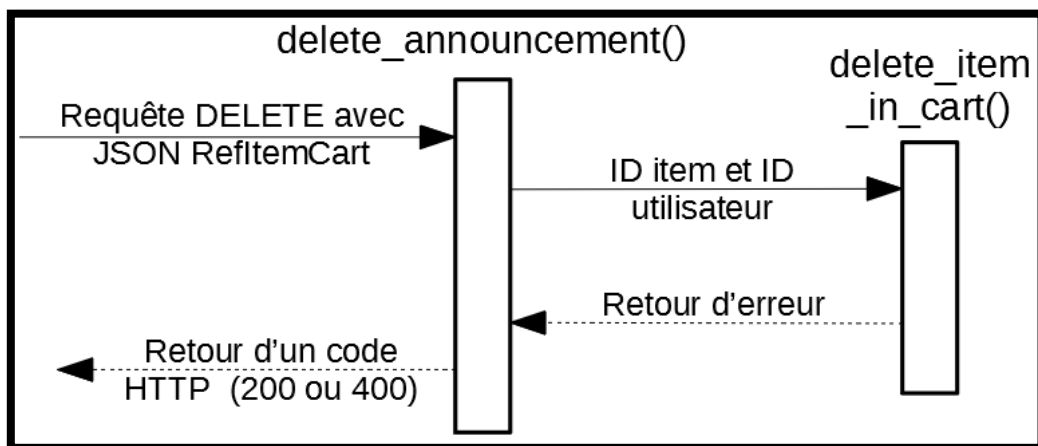 delete_announcement()
delete_item
_in_cart()
Requête DELETE avec
JSON RefItemCart
ID item et ID
utilisateur
Retour d'erreur
Retour d'un code
HTTP  (200 ou 400)